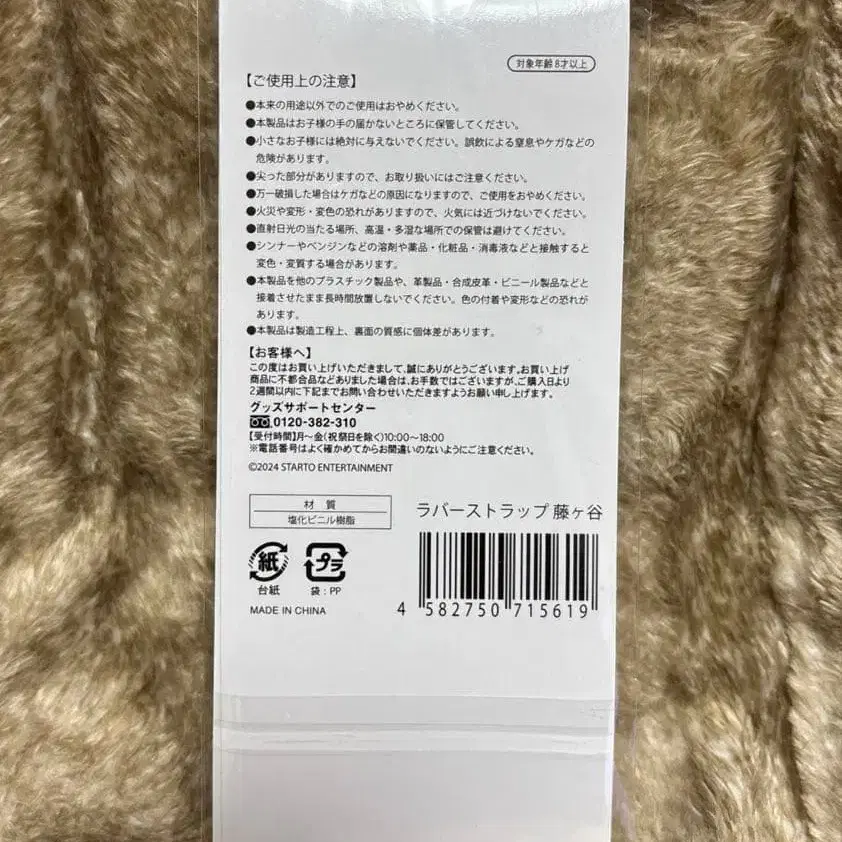 対象年齢8才以上
【ご使用上の注意】
●本来の用途以外でのご使用はおやめください。
●本製品はお子様の手の届かないところに保管してください。
●小さなお子様には絶対に与えないでください。誤飲による窒息やケガなどの
危険があります。
●尖った部分がありますので、お取り扱いにはご注意ください。
●万一破損した場合はケガなどの原因になりますので、ご使用をおやめください。
●火災や変形・変色の恐れがありますので、火気には近づけないでください。
●直射日光の当たる場所、高温・多湿な場所での保管は避けてください。
●シンナーやベンジンなどの溶剤や薬品・化粧品・消毒液などと接触すると
変色・変質する場合があります。
●本製品を他のプラスチック製品や、革製品・合成皮革・ビニール製品などと
接着させたまま長時間放置しないでください。色の付着や変形などの恐れが
あります。
●本製品は製造工程上、裏面の質感に個体差があります。
【お客様へ】
この度はお買い上げいただきまして、誠にありがとうございます。お買い上げ
商品に不都合品などありました場合は、お手数ではございますが、ご購入日より
2週間以内に下記までお問い合わせいただきますようお願い申し上げます。
グッズサポートセンター
0120-382-310
【受付時間】月～金(祝祭日を除く)10:00～18:00
※電話番号はよく確かめてからお間違いのないようにご注意ください。
©2024 STARTO ENTERTAINMENT
材　質
塩化ビニル樹脂
ラバーストラップ 藤ヶ谷
紙
台紙
プラ
袋：PP
MADE IN CHINA
4 582750 715619